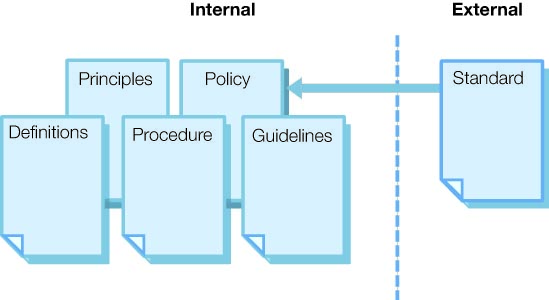 Internal
External
Principles
Policy
Standard
Definitions
Procedure
Guidelines